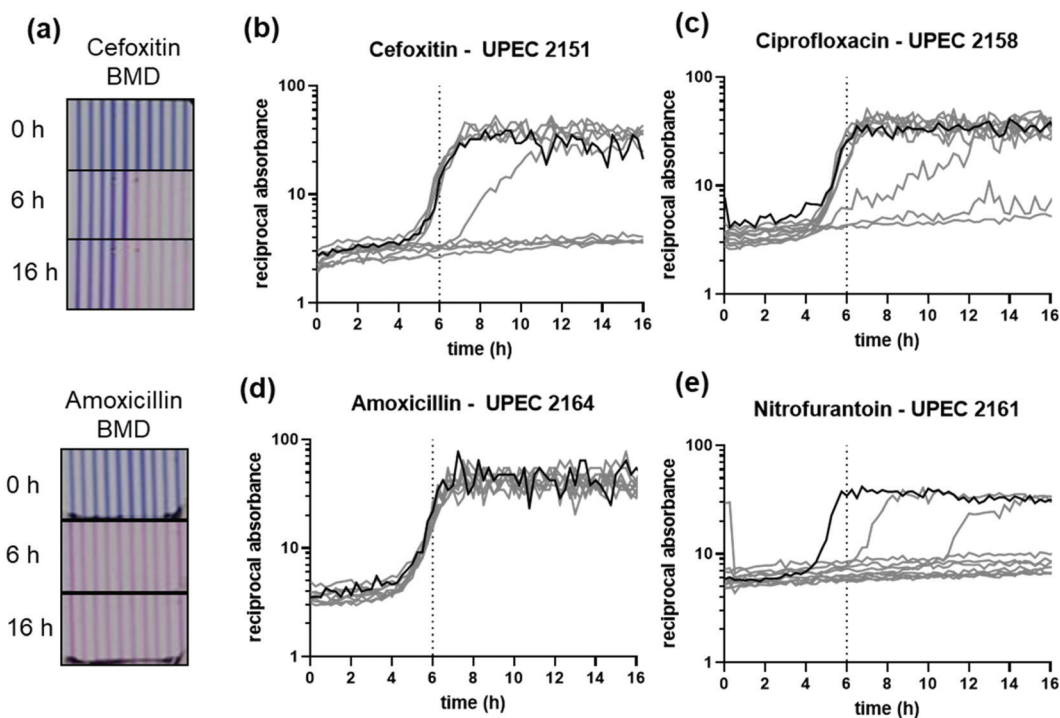 (a)
Cefoxitin
BMD
0 h
6 h
16 h
Amoxicillin
BMD
0 h
6 h
16 h
(b)
Cefoxitin - UPEC 2151
reciprocal absorbance
100
10
1
0 2 4 6 8 10 12 14 16
time (h)
(c)
Ciprofloxacin - UPEC 2158
reciprocal absorbance
100
10
1
0 2 4 6 8 10 12 14 16
time (h)
(d)
Amoxicillin - UPEC 2164
reciprocal absorbance
100
10
1
0 2 4 6 8 10 12 14 16
time (h)
(e)
Nitrofurantoin - UPEC 2161
reciprocal absorbance
100
10
1
0 2 4 6 8 10 12 14 16
time (h)